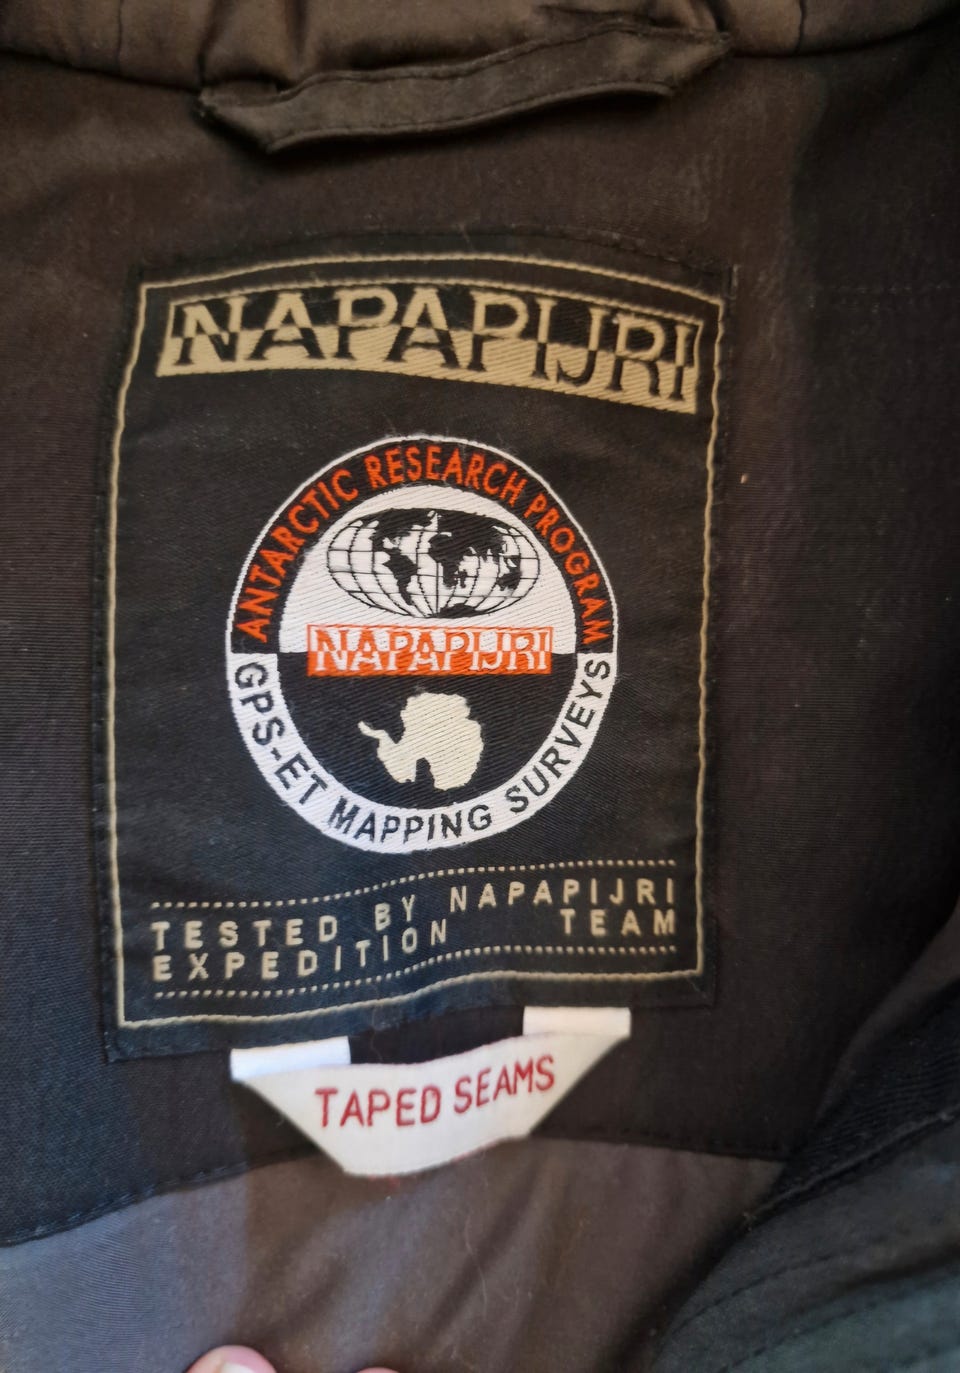 NAPAPIJRI
ANTARCTIC RESEARCH PROGRAM
NAPAPIJRI
GPS-ET MAPPING SURVEYS
TESTED BY NAPAPIJRI
EXPEDITION TEAM
TAPED SEAMS